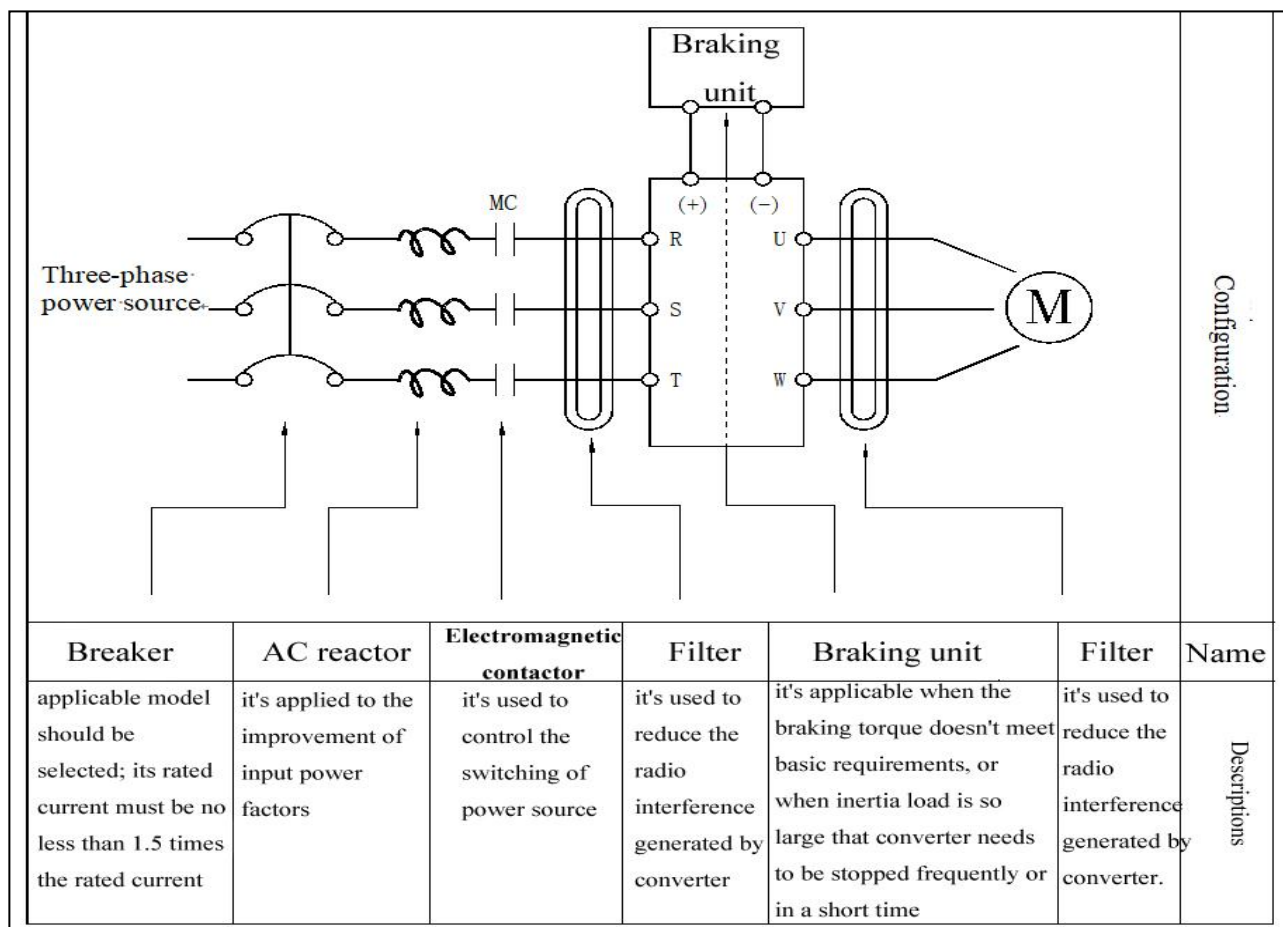 Braking
unit
MC
(+) (-)
R U
Three-phase
power source
S V
M
T W
Configuration
Breaker
AC reactor
Electromagnetic
contactor
Filter
Braking unit
Filter
Name
applicable model
should be
selected; its rated
current must be no
less than 1.5 times
the rated current
it's applied to the
improvement of
input power
factors
it's used to
control the
switching of
power source
it's used to
reduce the
radio
interference
generated by
converter
it's applicable when the
braking torque doesn't meet
basic requirements, or
when inertia load is so
large that converter needs
to be stopped frequently or
in a short time
it's used to
reduce the
radio
interference
generated by
converter.
Descriptions